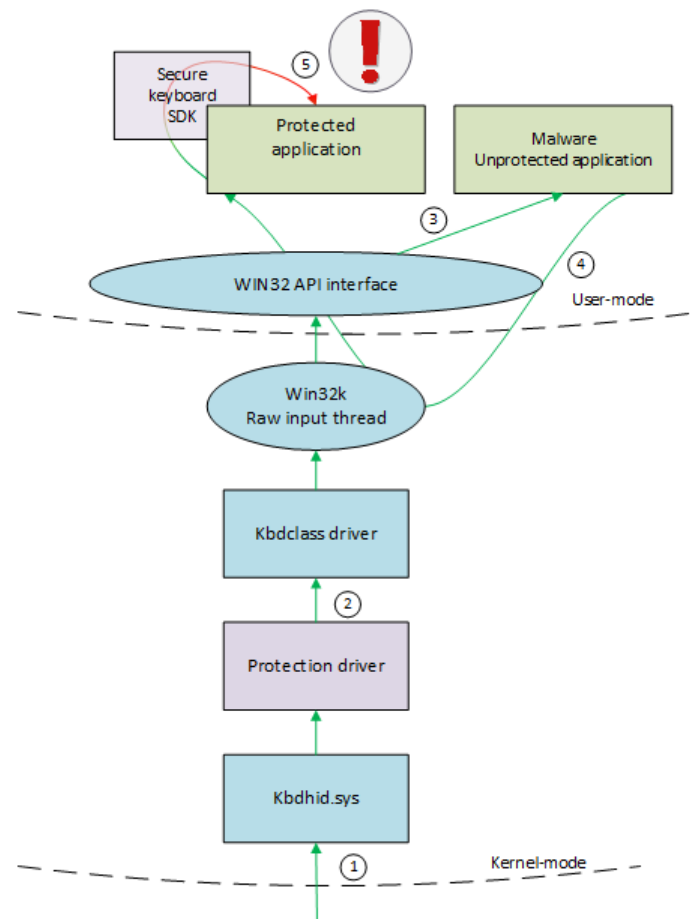 5
Secure
keyboard
SDK
Protected
application
Malware
Unprotected application
3
4
WIN32 API interface
User-mode
Win32k
Raw input thread
Kbdclass driver
2
Protection driver
Kbdhid.sys
1
Kernel-mode